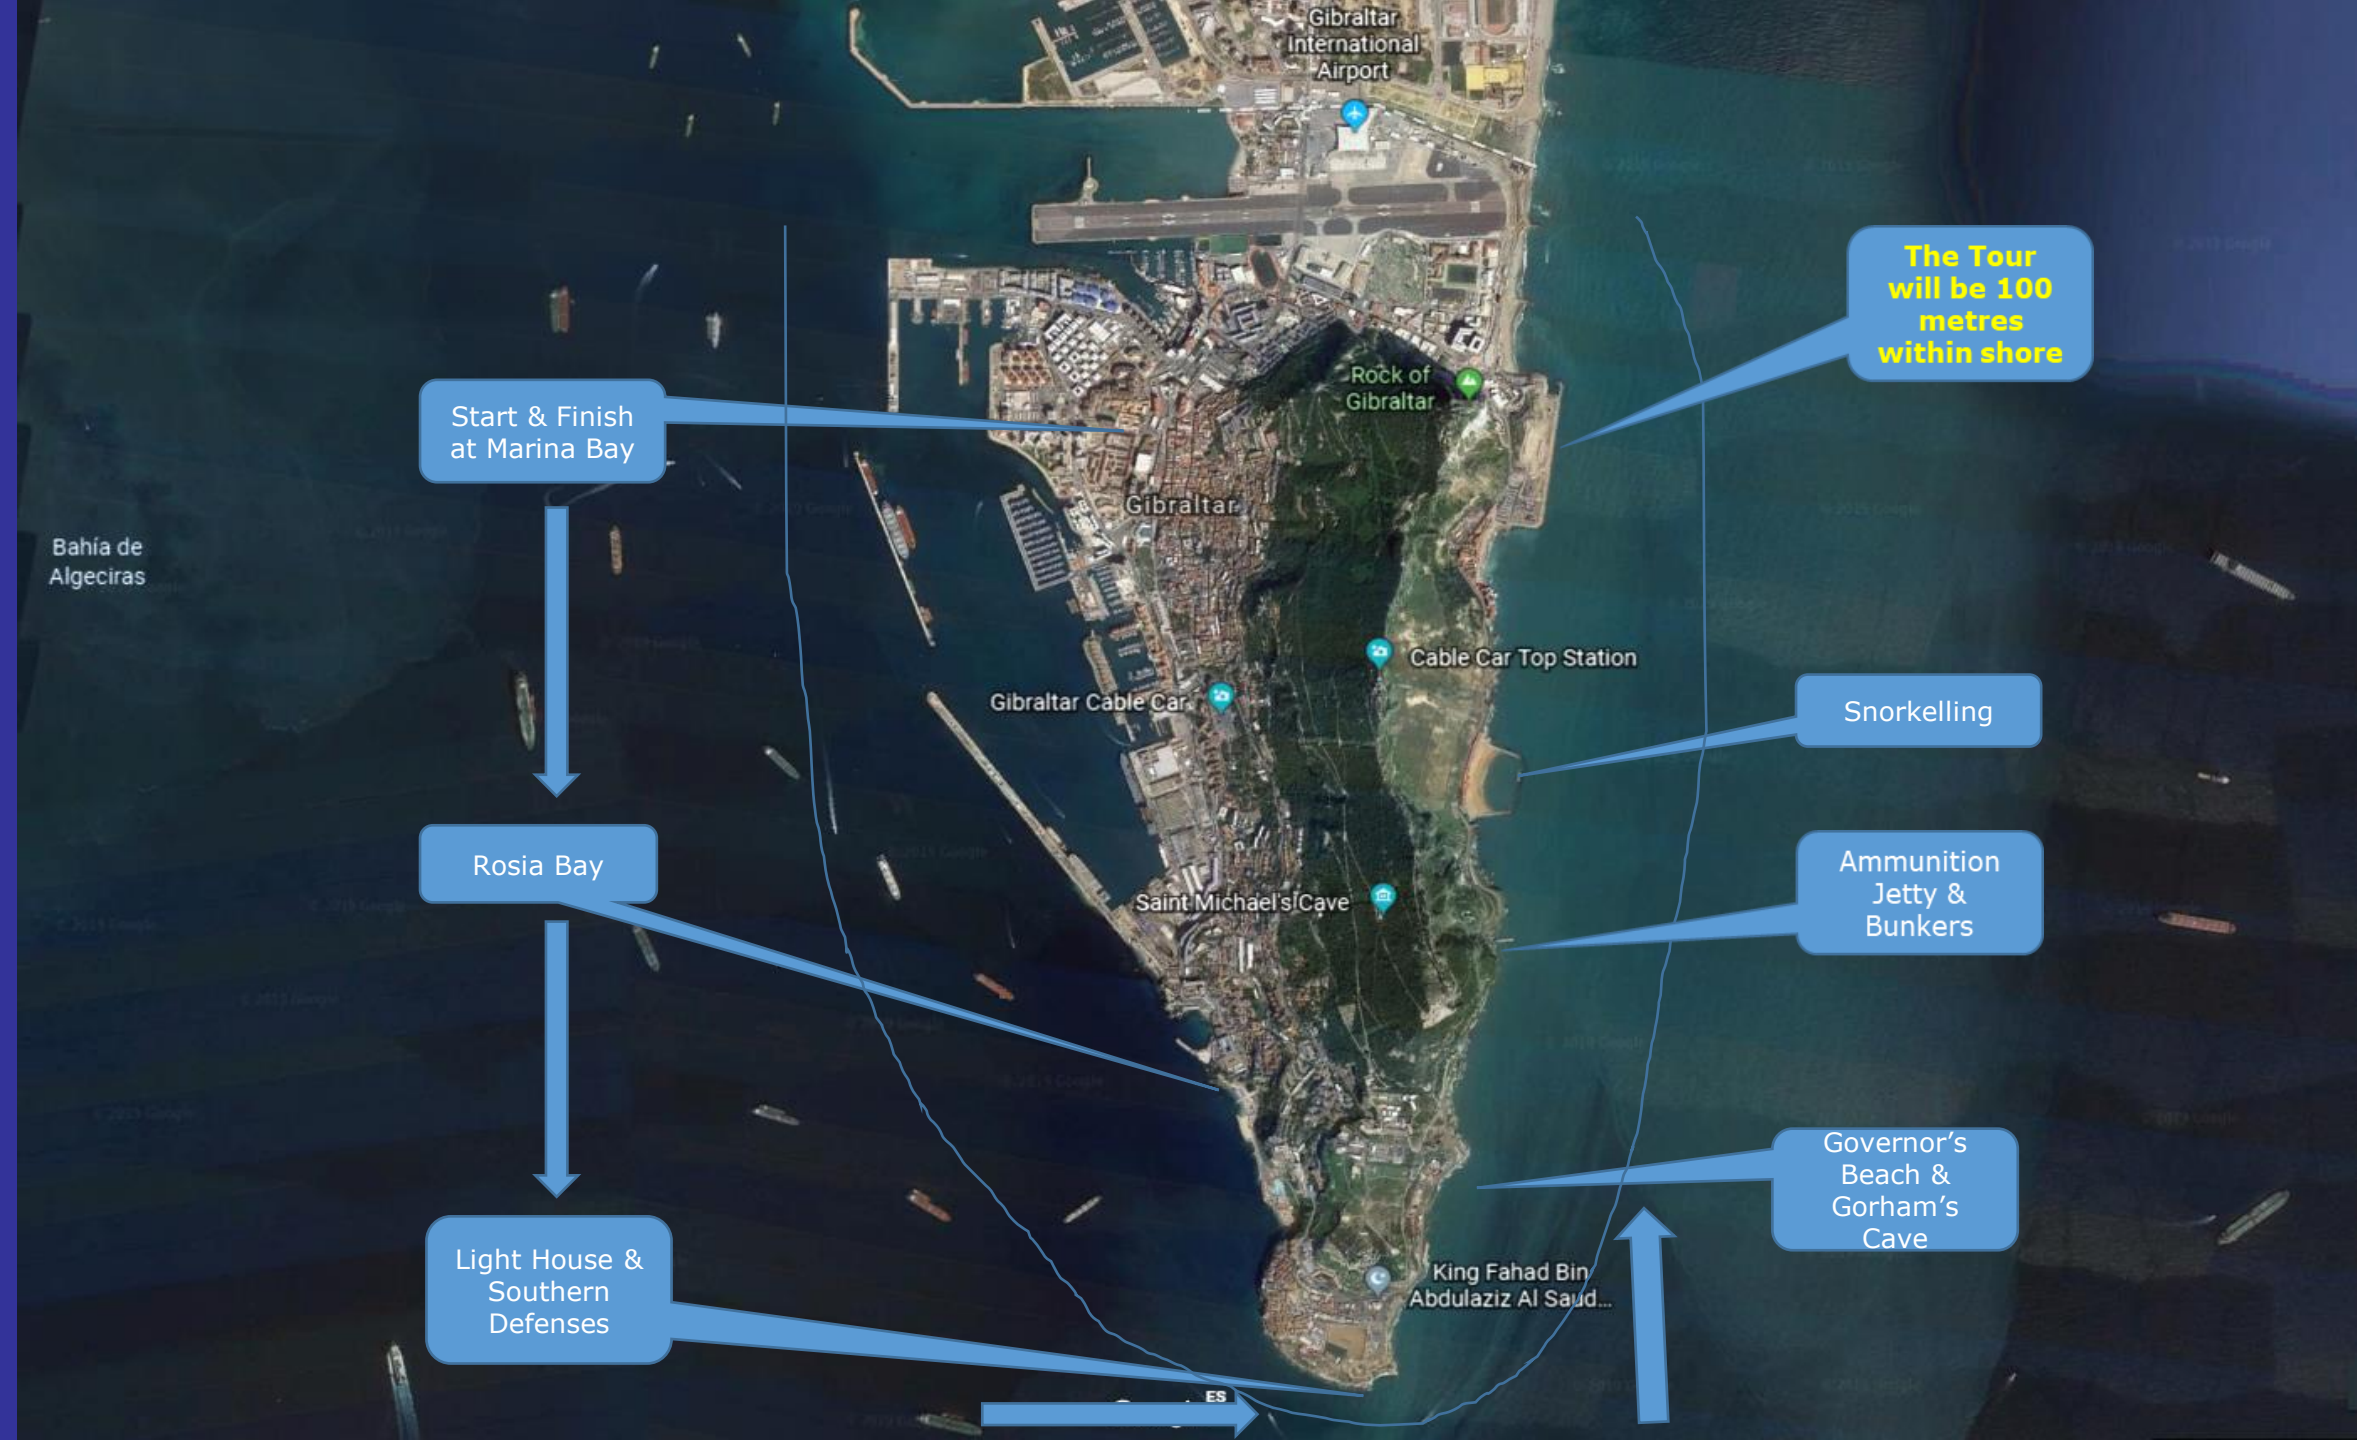 Gibraltar
International
Airport
The Tour
will be 100
metres
within shore
Rock of
Gibraltar
Start & Finish
at Marina Bay
Gibraltar
Bahía de
Algeciras
Cable Car Top Station
Gibraltar Cable Car
Snorkelling
Rosia Bay
Ammunition
Jetty &
Bunkers
Saint Michael's Cave
Governor’s
Beach &
Gorham’s
Cave
Light House &
Southern
Defenses
King Fahad Bin
Abdulaziz Al Saud...
ES